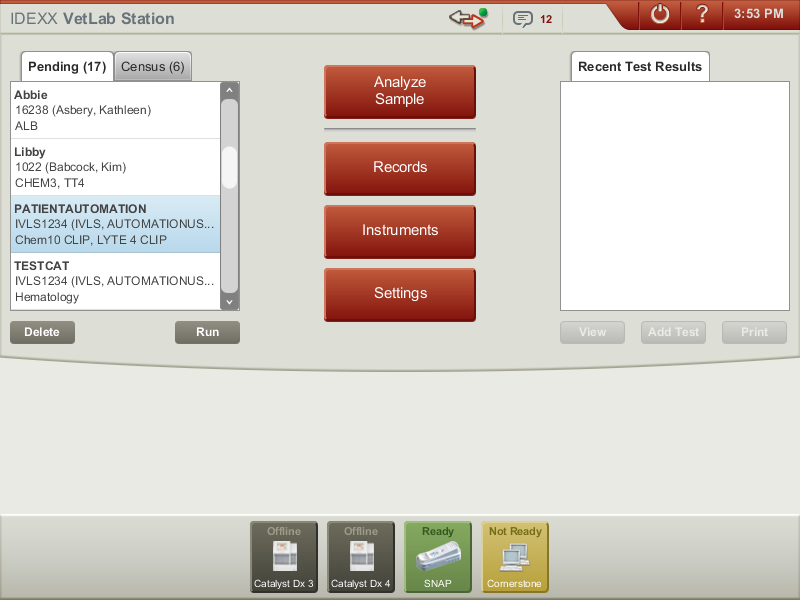 IDEXX VetLab Station
12
?
3:53 PM
Pending (17)
Census (6)
Abbie
16238 (Asbery, Kathleen)
ALB
Libby
1022 (Babcock, Kim)
CHEM3, TT4
PATIENTAUTOMATION
IVLS1234 (IVLS, AUTOMATIONUS...
Chem10 CLIP, LYTE 4 CLIP
TESTCAT
IVLS1234 (IVLS, AUTOMATIONUS...
Hematology
Delete
Run
Analyze
Sample
Records
Instruments
Settings
Recent Test Results
View
Add Test
Print
Offline
Catalyst Dx 3
Offline
Catalyst Dx 4
Ready
SNAP
Not Ready
Cornerstone